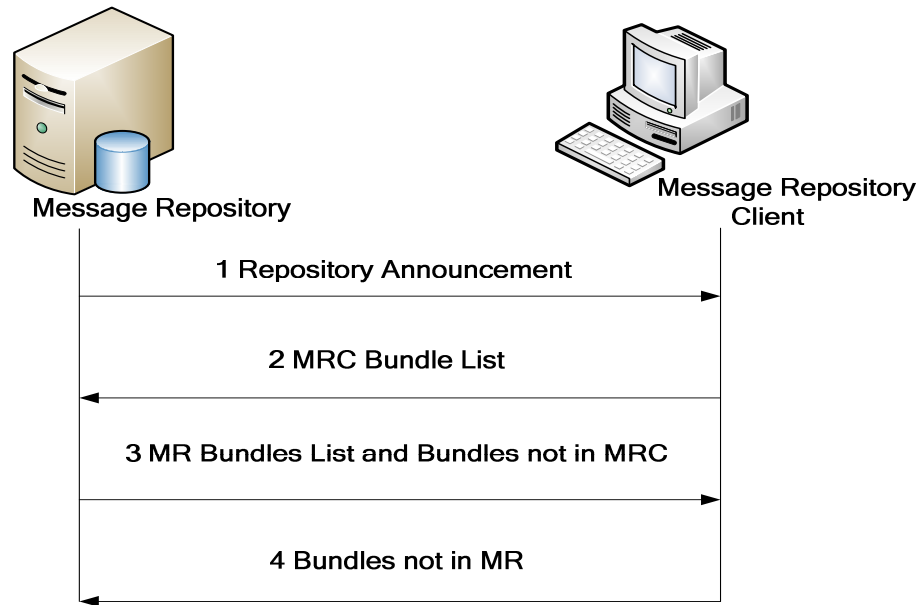 Message Repository
Message Repository
Client
1 Repository Announcement
2 MRC Bundle List
3 MR Bundles List and Bundles not in MRC
4 Bundles not in MR